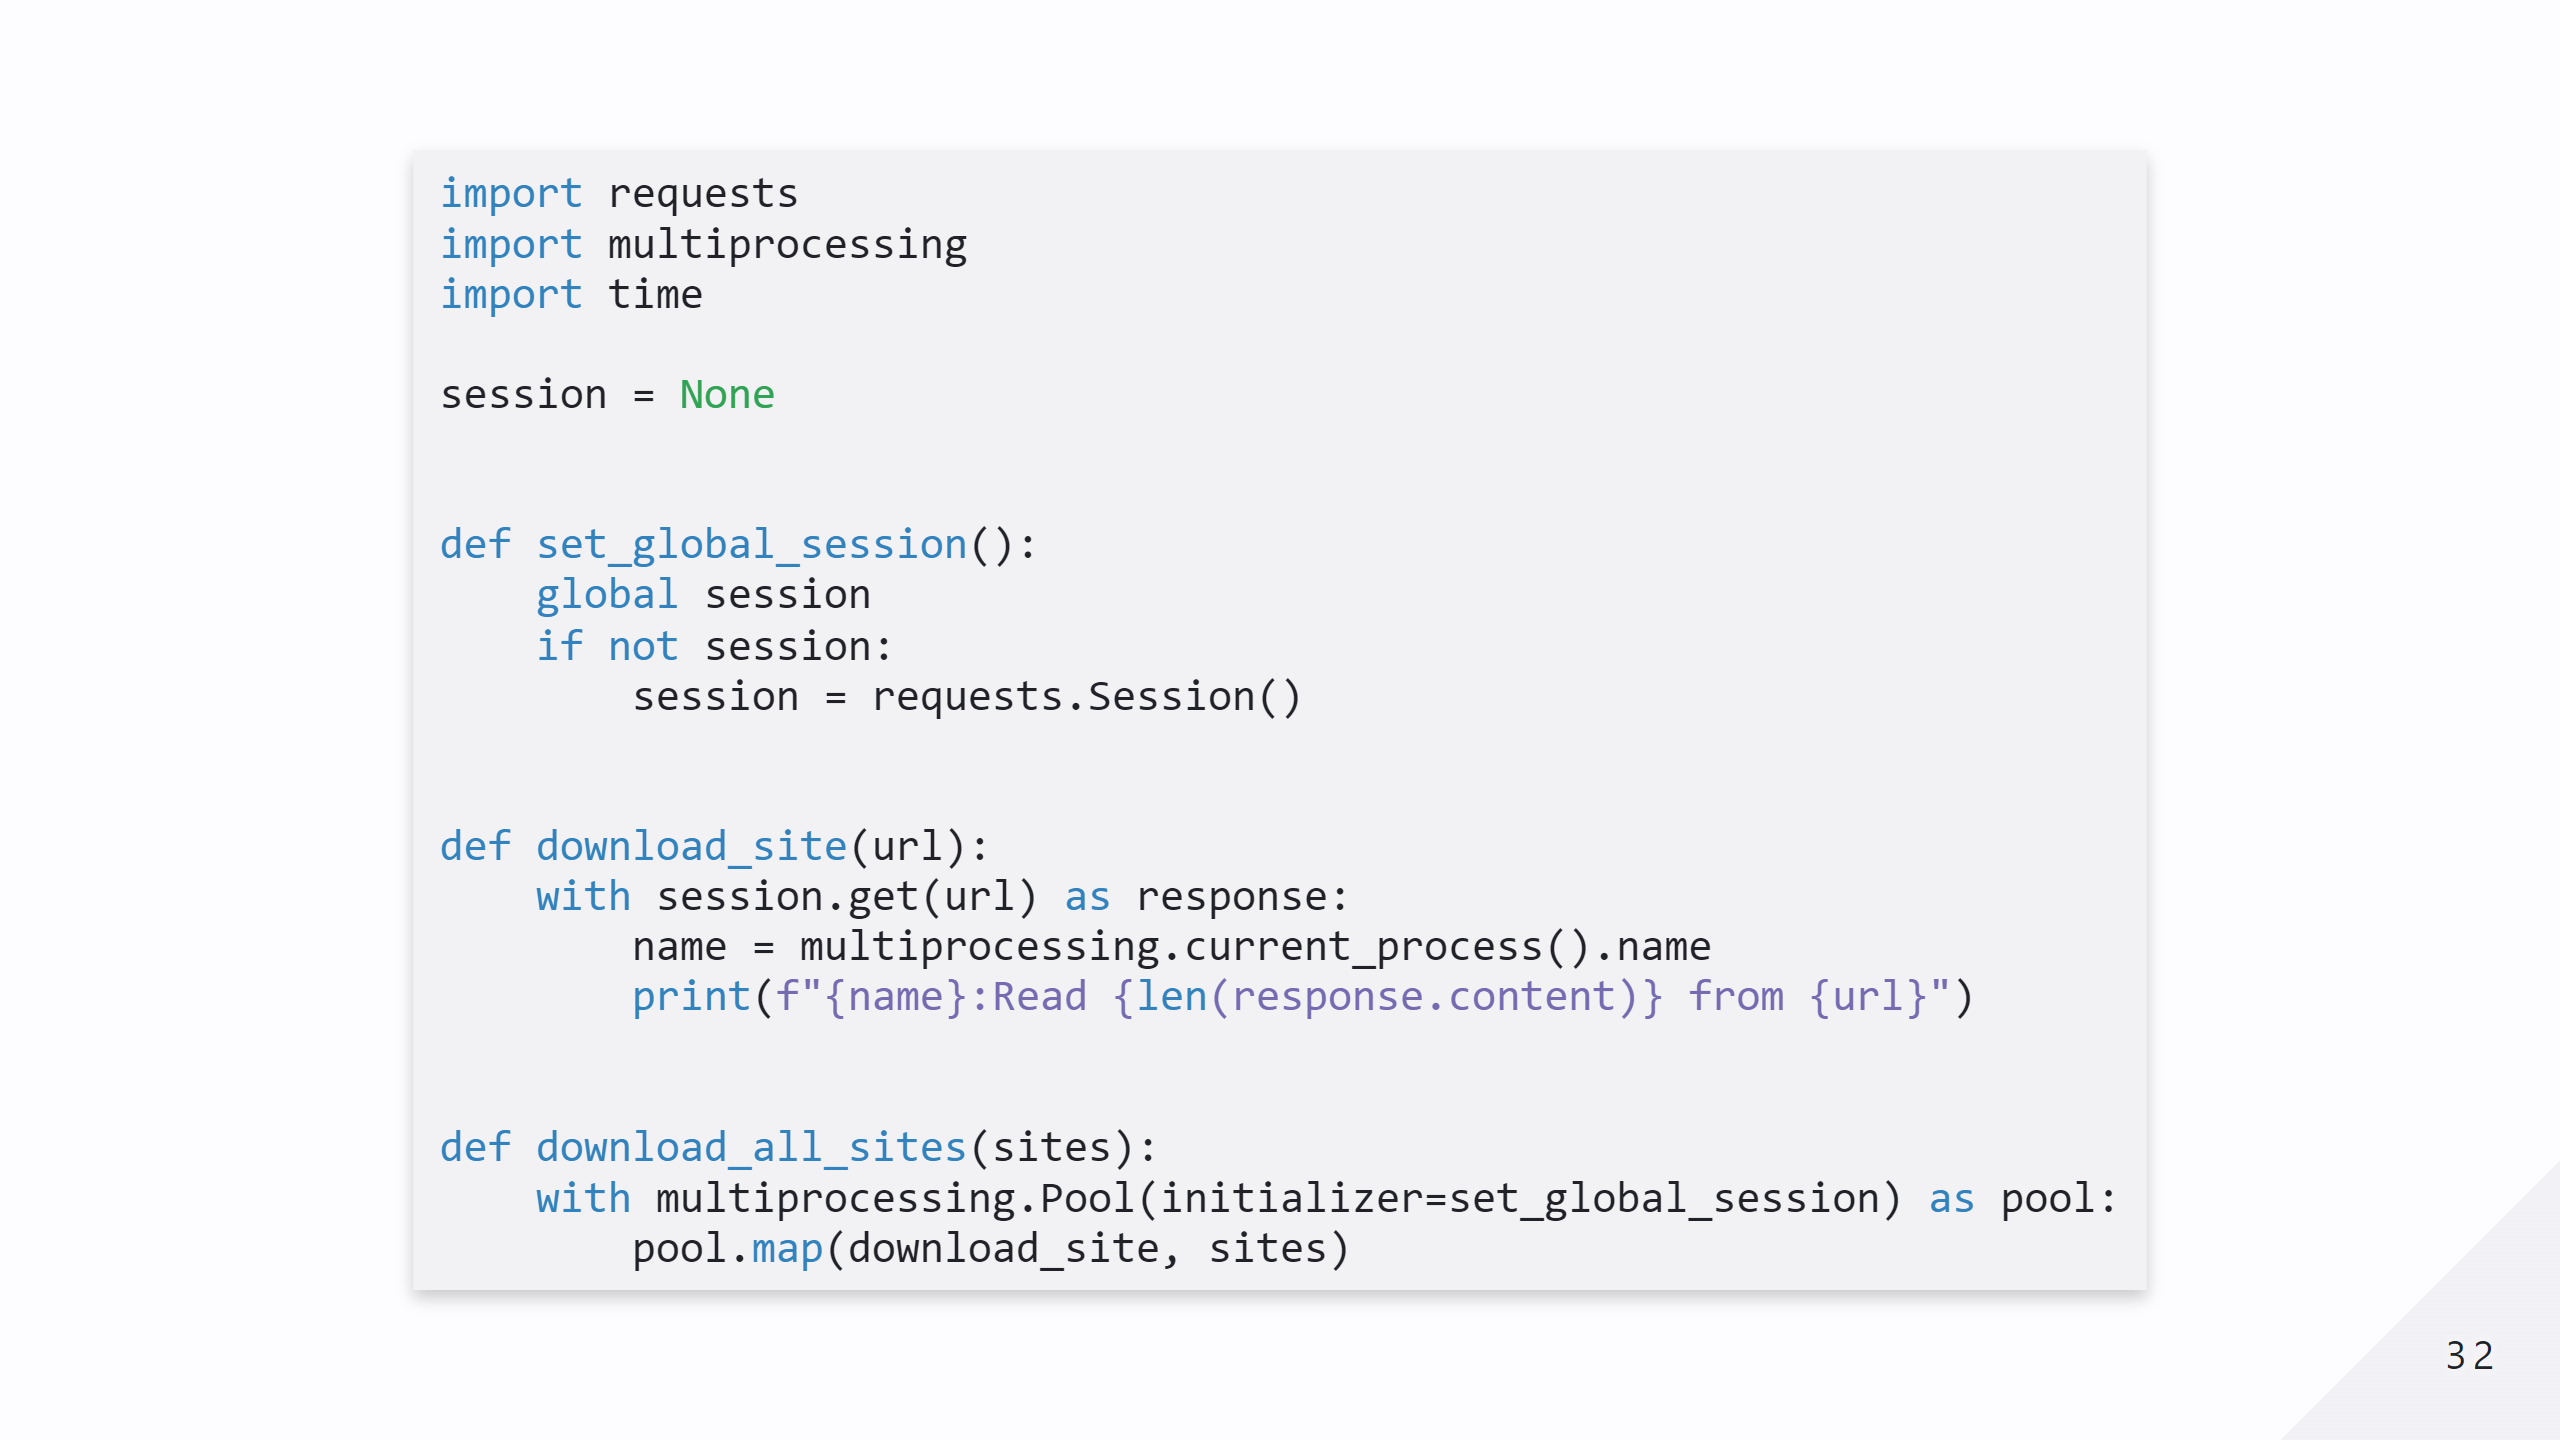 import requests
import multiprocessing
import time

session = None


def set_global_session():
    global session
    if not session:
        session = requests.Session()


def download_site(url):
    with session.get(url) as response:
        name = multiprocessing.current_process().name
        print(f"{name}:Read {len(response.content)} from {url}")


def download_all_sites(sites):
    with multiprocessing.Pool(initializer=set_global_session) as pool:
        pool.map(download_site, sites)
32